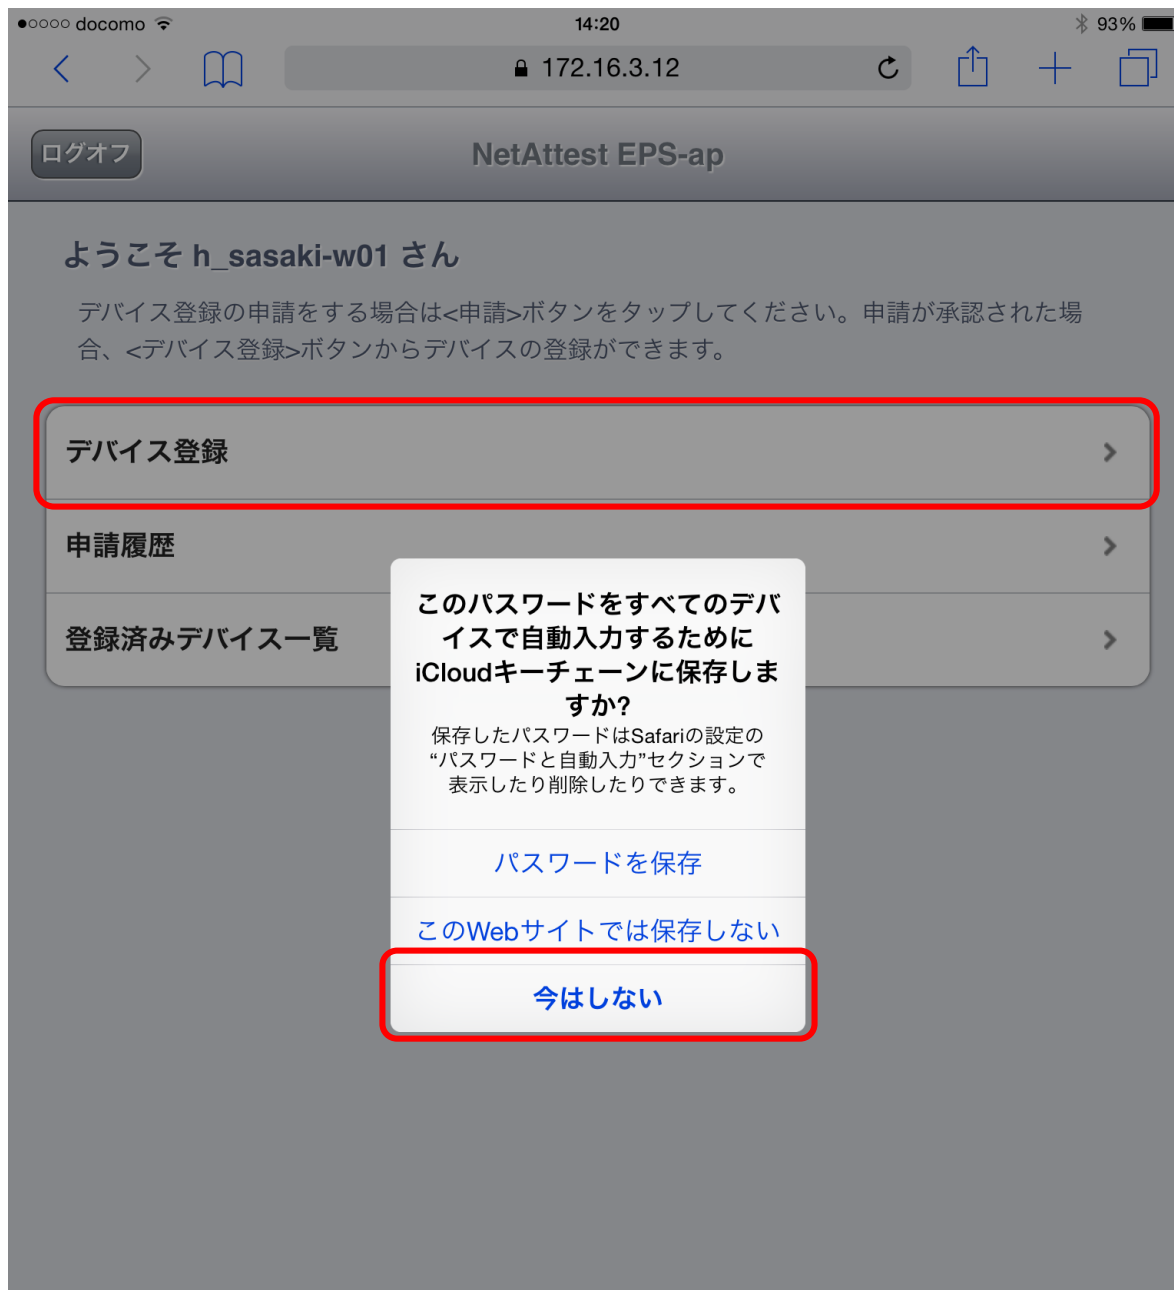 docomo 14:20 93%
172.16.3.12
ログオフ NetAttest EPS-ap
ようこそ h_sasaki-w01 さん
デバイス登録の申請をする場合は<申請>ボタンをタップしてください。申請が承認された場
合、<デバイス登録>ボタンからデバイスの登録ができます。
デバイス登録
申請履歴
登録済みデバイス一覧
このパスワードをすべてのデバ
イスで自動入力するために
iCloudキーチェーンに保存しま
すか?
保存したパスワードはSafariの設定の
“パスワードと自動入力”セクションで
表示したり削除したりできます。
パスワードを保存
このWebサイトでは保存しない
今はしない